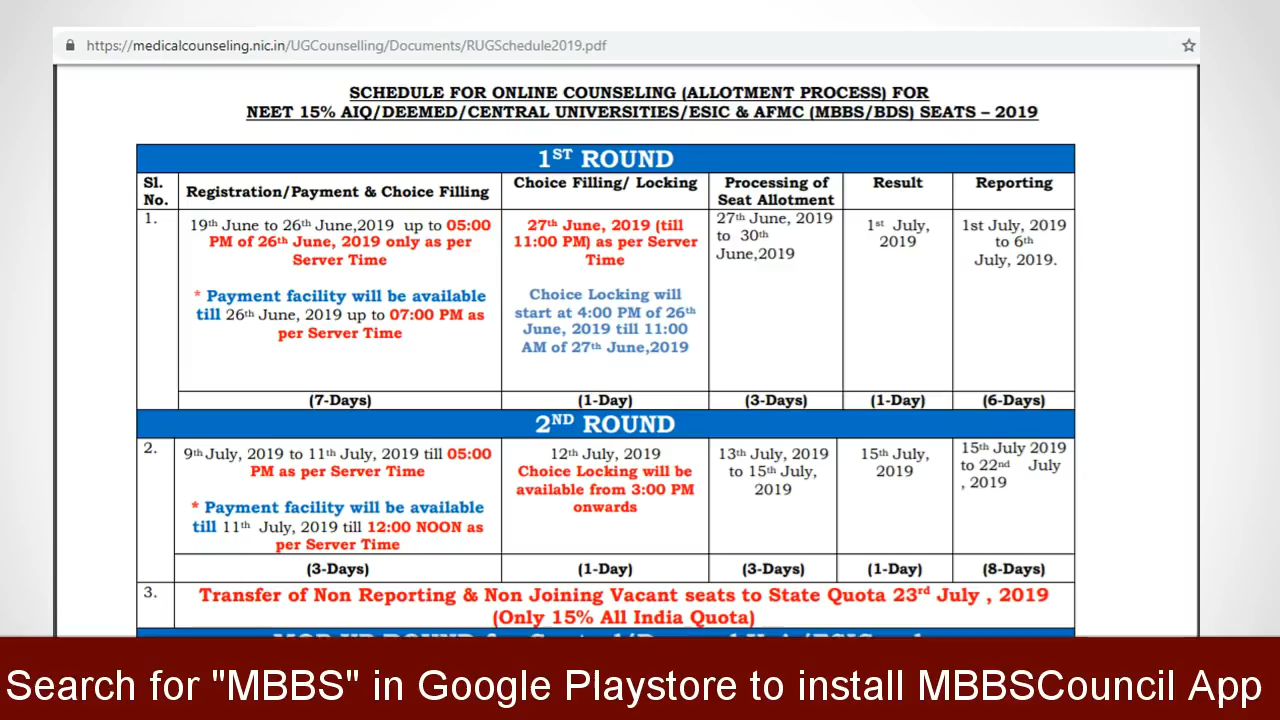 https://medicalcounseling.nic.in/UGCounselling/Documents/RUGSchedule2019.pdf
SCHEDULE FOR ONLINE COUNSELING (ALLOTMENT PROCESS) FOR
NEET 15% AIQ/DEEMED/CENTRAL UNIVERSITIES/ESIC & AFMC (MBBS/BDS) SEATS – 2019
1ST ROUND
Sl. No.
Registration/Payment & Choice Filling
Choice Filling/ Locking
Processing of
Seat Allotment
Result
Reporting
1.
19th June to 26th June,2019 up to 05:00
PM of 26th June, 2019 only as per
Server Time
* Payment facility will be available
till 26th June, 2019 up to 07:00 PM as
per Server Time
27th June, 2019 (till
11:00 PM) as per Server
Time
Choice Locking will
start at 4:00 PM of 26th
June, 2019 till 11:00
AM of 27th June,2019
27th June, 2019
to 30th
June,2019
1st July,
2019
1st July, 2019
to 6th
July, 2019.
(7-Days)
(1-Day)
(3-Days)
(1-Day)
(6-Days)
2ND ROUND
2.
9th July, 2019 to 11th July, 2019 till 05:00
PM as per Server Time
* Payment facility will be available
till 11th July, 2019 till 12:00 NOON as
per Server Time
12th July, 2019
Choice Locking will be
available from 3:00 PM
onwards
13th July, 2019
to 15th July,
2019
15th July,
2019
15th July 2019
to 22nd July
, 2019
(3-Days)
(1-Day)
(3-Days)
(1-Day)
(8-Days)
3.
Transfer of Non Reporting & Non Joining Vacant seats to State Quota 23rd July , 2019
(Only 15% All India Quota)
Search for "MBBS" in Google Playstore to install MBBSCouncil App